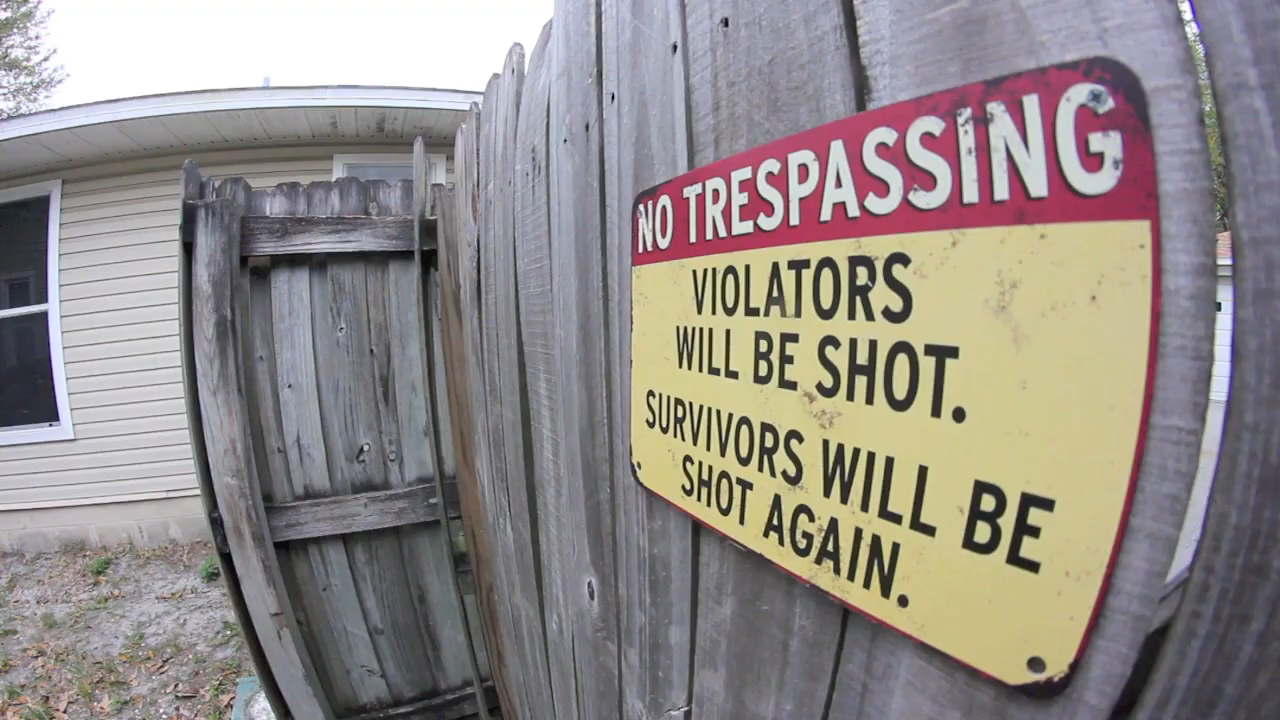 NO TRESPASSING
VIOLATORS
WILL BE SHOT.
SURVIVORS WILL BE
SHOT AGAIN.